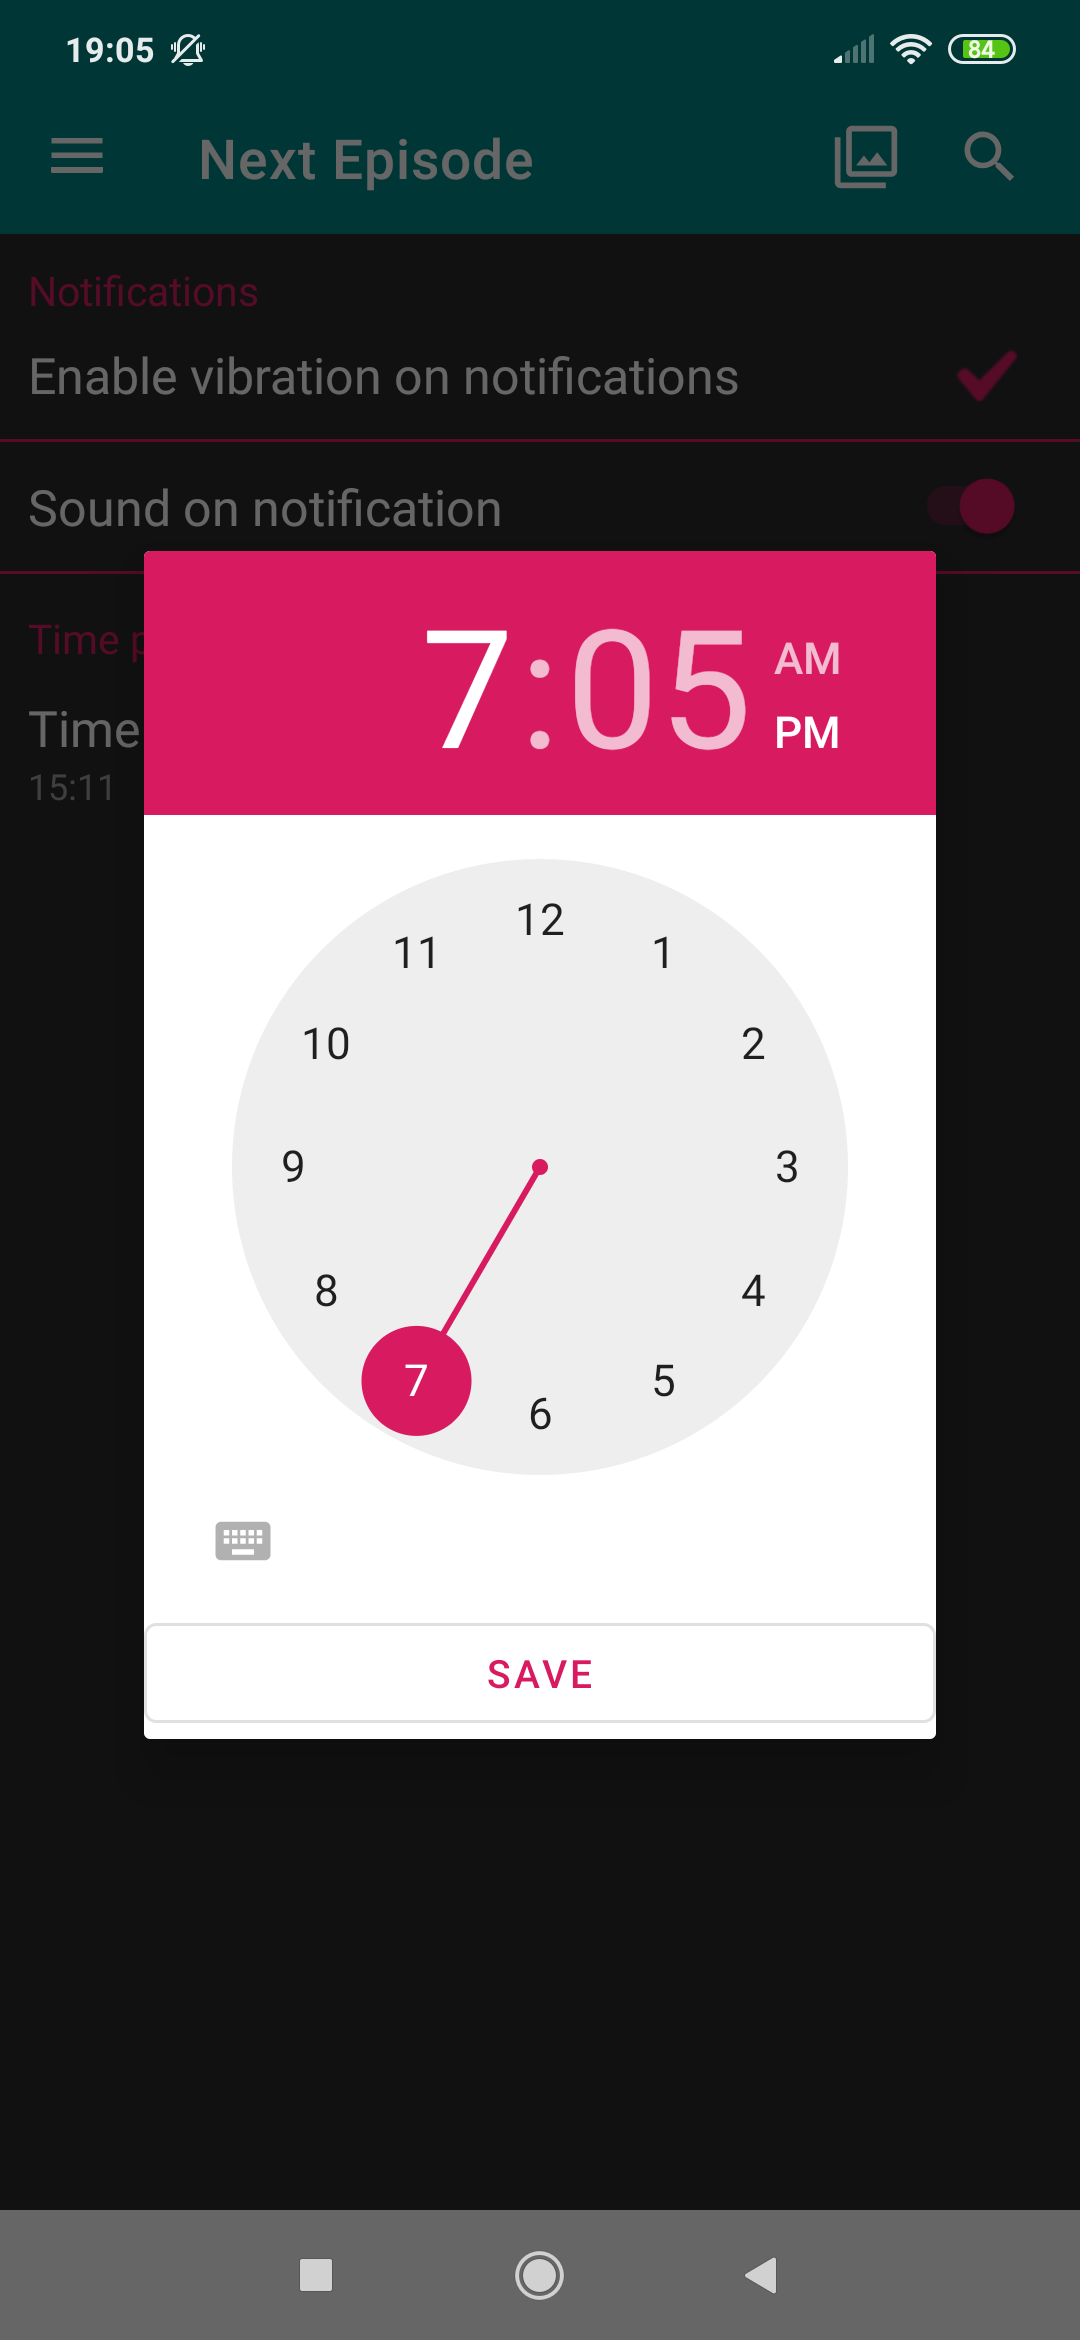 19:05 84
Next Episode
Notifications
Enable vibration on notifications
Sound on notification
Time
7:05 AM
PM
Time
15:11
12
11 1
10 2
9 3
8 4
7 5
6
SAVE